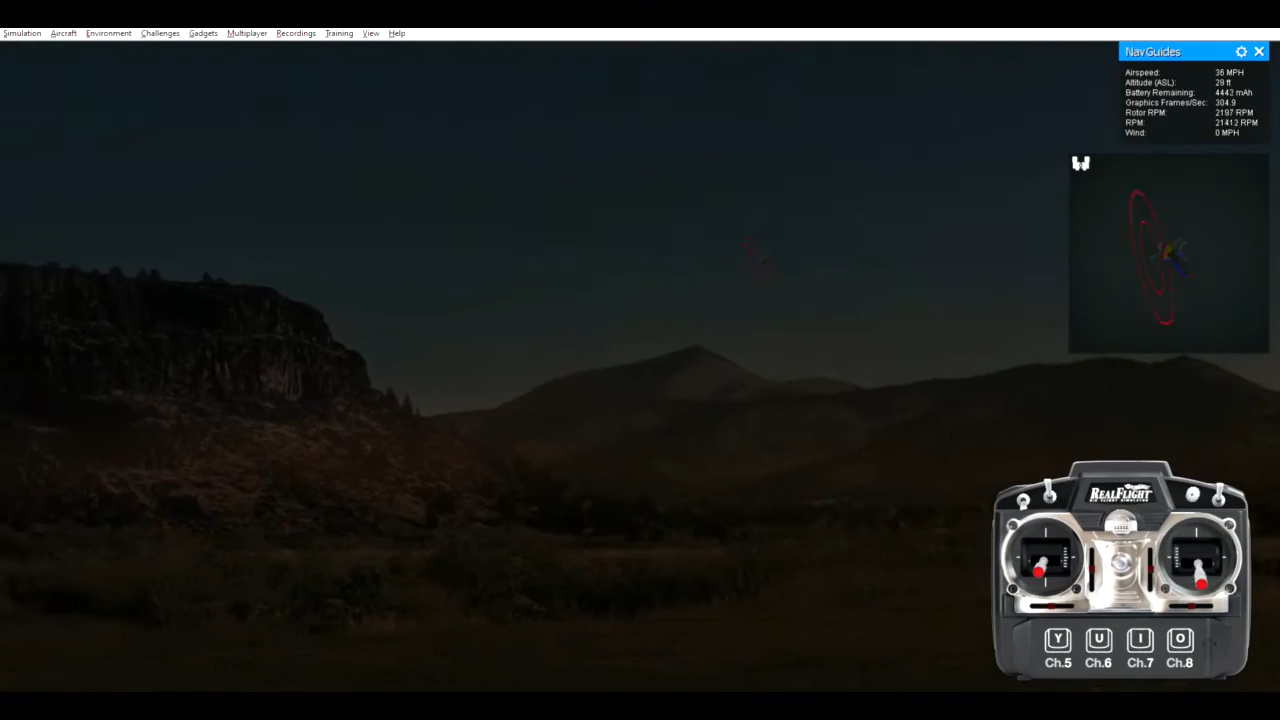 Simulation Aircraft Environment Challenges Gadgets Multiplayer Recordings Training View Help
NavGuides
Airspeed: 36 MPH
Altitude (ASL): 28 ft
Battery Remaining: 4443 mAh
Graphics Frames/Sec: 304.9
Rotor RPM: 2197 RPM
RPM: 21412 RPM
Wind: 0 MPH
REALFLIGHT
Y U I O
Ch.5 Ch.6 Ch.7 Ch.8